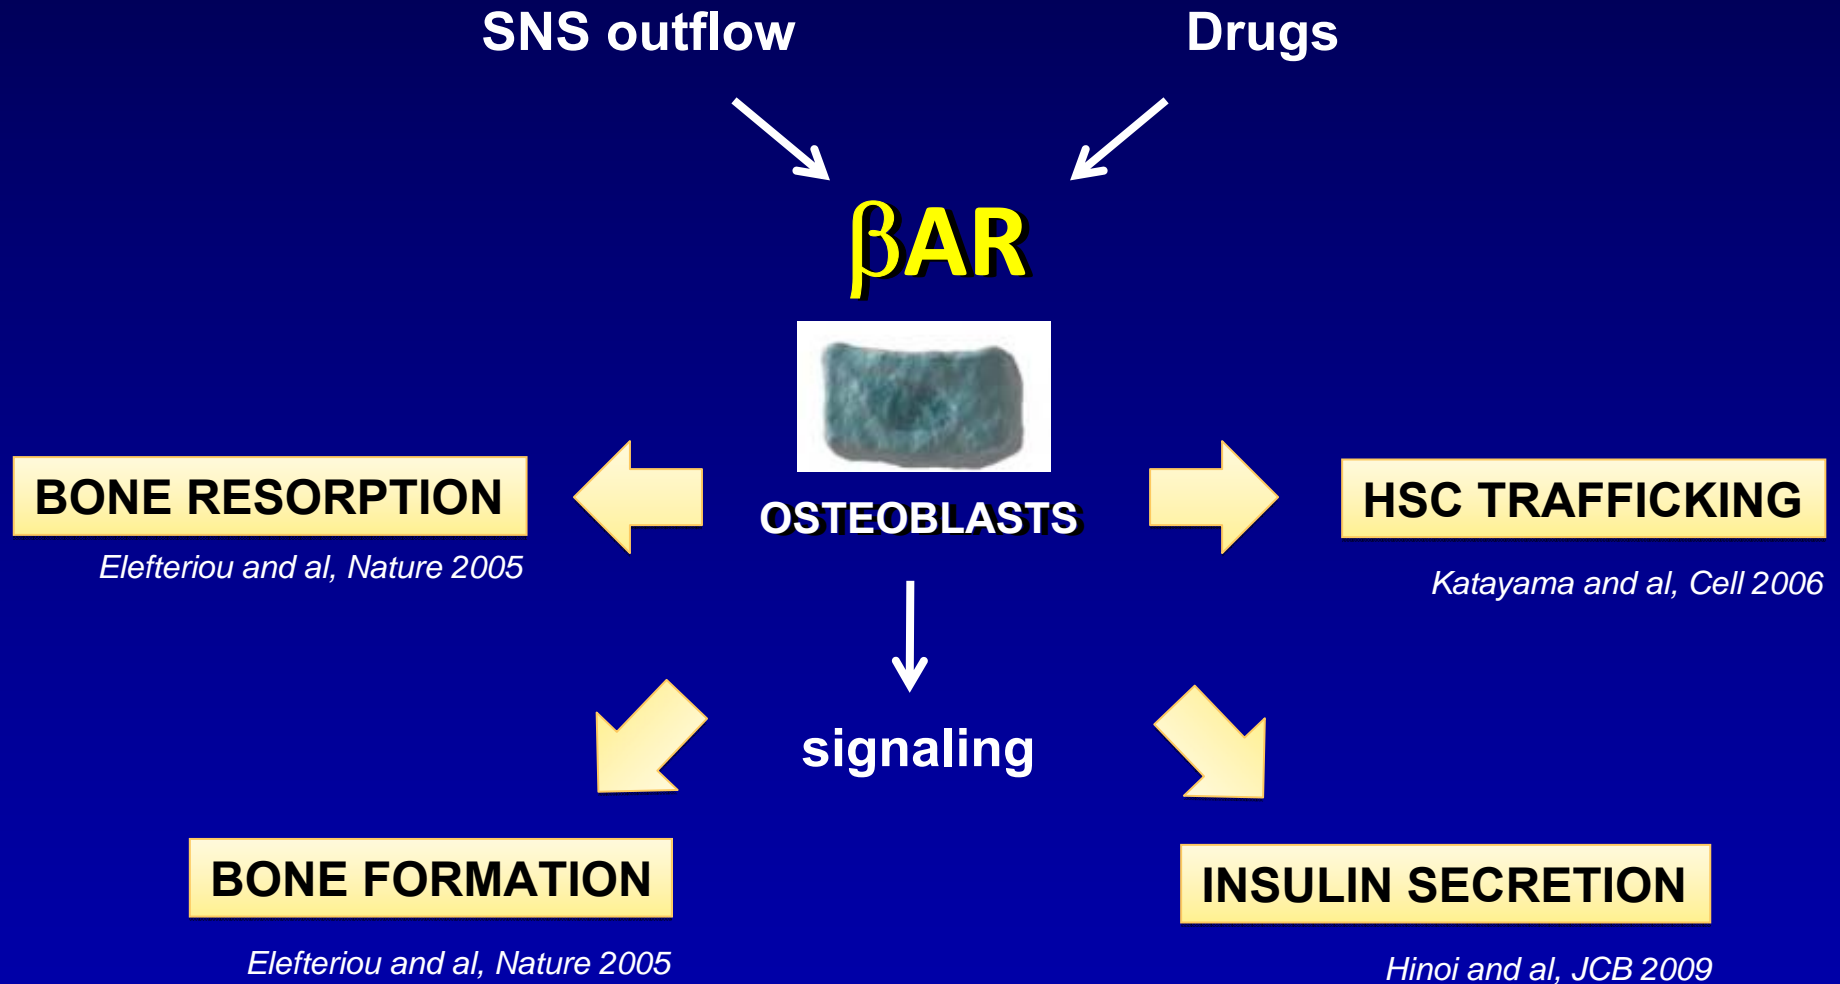 SNS outflow
Drugs
βAR
OSTEOBLASTS
BONE RESORPTION
Elefteriou and al, Nature 2005
HSC TRAFFICKING
Katayama and al, Cell 2006
signaling
BONE FORMATION
Elefteriou and al, Nature 2005
INSULIN SECRETION
Hinoi and al, JCB 2009